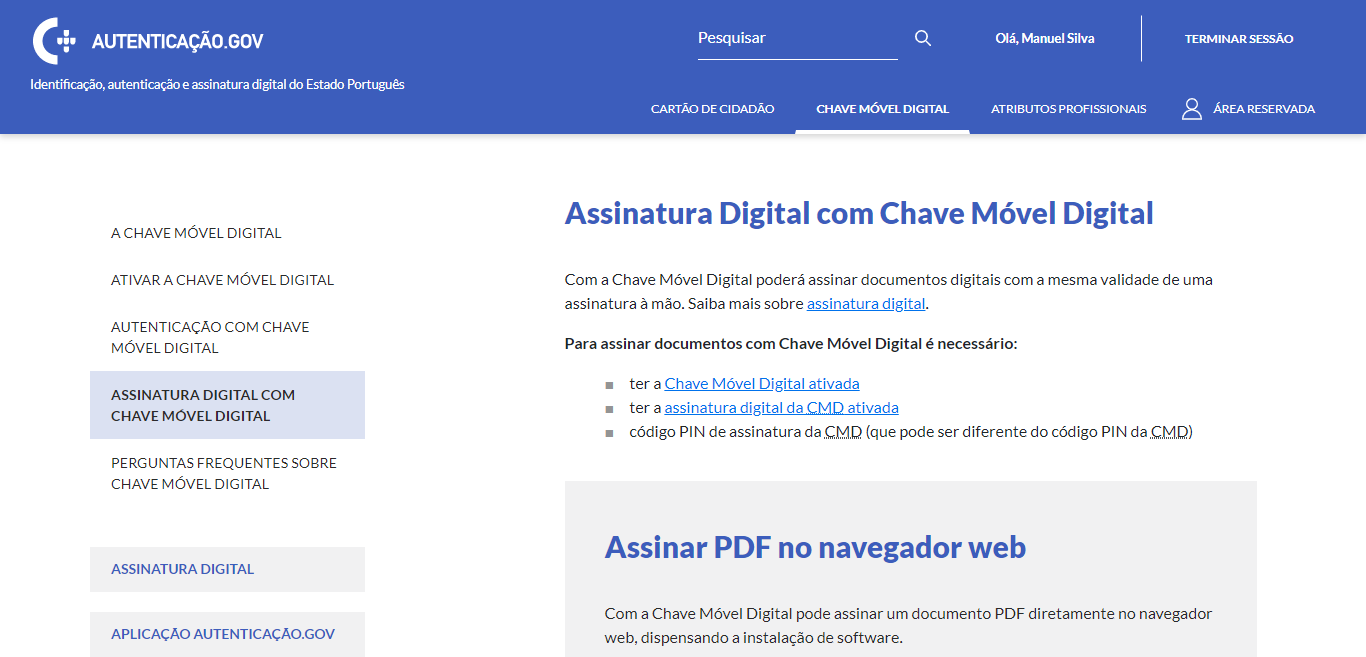 AUTENTICAÇÃO.GOV
Identificação, autenticação e assinatura digital do Estado Português
Pesquisar
Olá, Manuel Silva
TERMINAR SESSÃO
CARTÃO DE CIDADÃO
CHAVE MÓVEL DIGITAL
ATRIBUTOS PROFISSIONAIS
ÁREA RESERVADA
A CHAVE MÓVEL DIGITAL
ATIVAR A CHAVE MÓVEL DIGITAL
AUTENTICAÇÃO COM CHAVE
MÓVEL DIGITAL
ASSINATURA DIGITAL COM
CHAVE MÓVEL DIGITAL
PERGUNTAS FREQUENTES SOBRE
CHAVE MÓVEL DIGITAL
ASSINATURA DIGITAL
APLICAÇÃO AUTENTICAÇÃO.GOV
Assinatura Digital com Chave Móvel Digital
Com a Chave Móvel Digital poderá assinar documentos digitais com a mesma validade de uma
assinatura à mão. Saiba mais sobre assinatura digital.
Para assinar documentos com Chave Móvel Digital é necessário:
ter a Chave Móvel Digital ativada
ter a assinatura digital da CMD ativada
código PIN de assinatura da CMD (que pode ser diferente do código PIN da CMD)
Assinar PDF no navegador web
Com a Chave Móvel Digital pode assinar um documento PDF diretamente no navegador
web, dispensando a instalação de software.